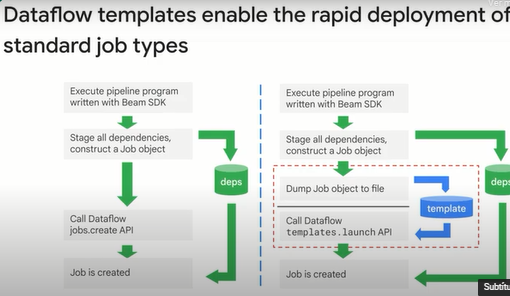 Dataflow templates enable the rapid deployment of
standard job types
Execute pipeline program
written with Beam SDK
Stage all dependencies,
construct a Job object
deps
Call Dataflow
jobs.create API
Job is created
Execute pipeline program
written with Beam SDK
Stage all dependencies,
construct a Job object
deps
Dump Job object to file
template
Call Dataflow
templates.launch API
Job is created
Subtitu